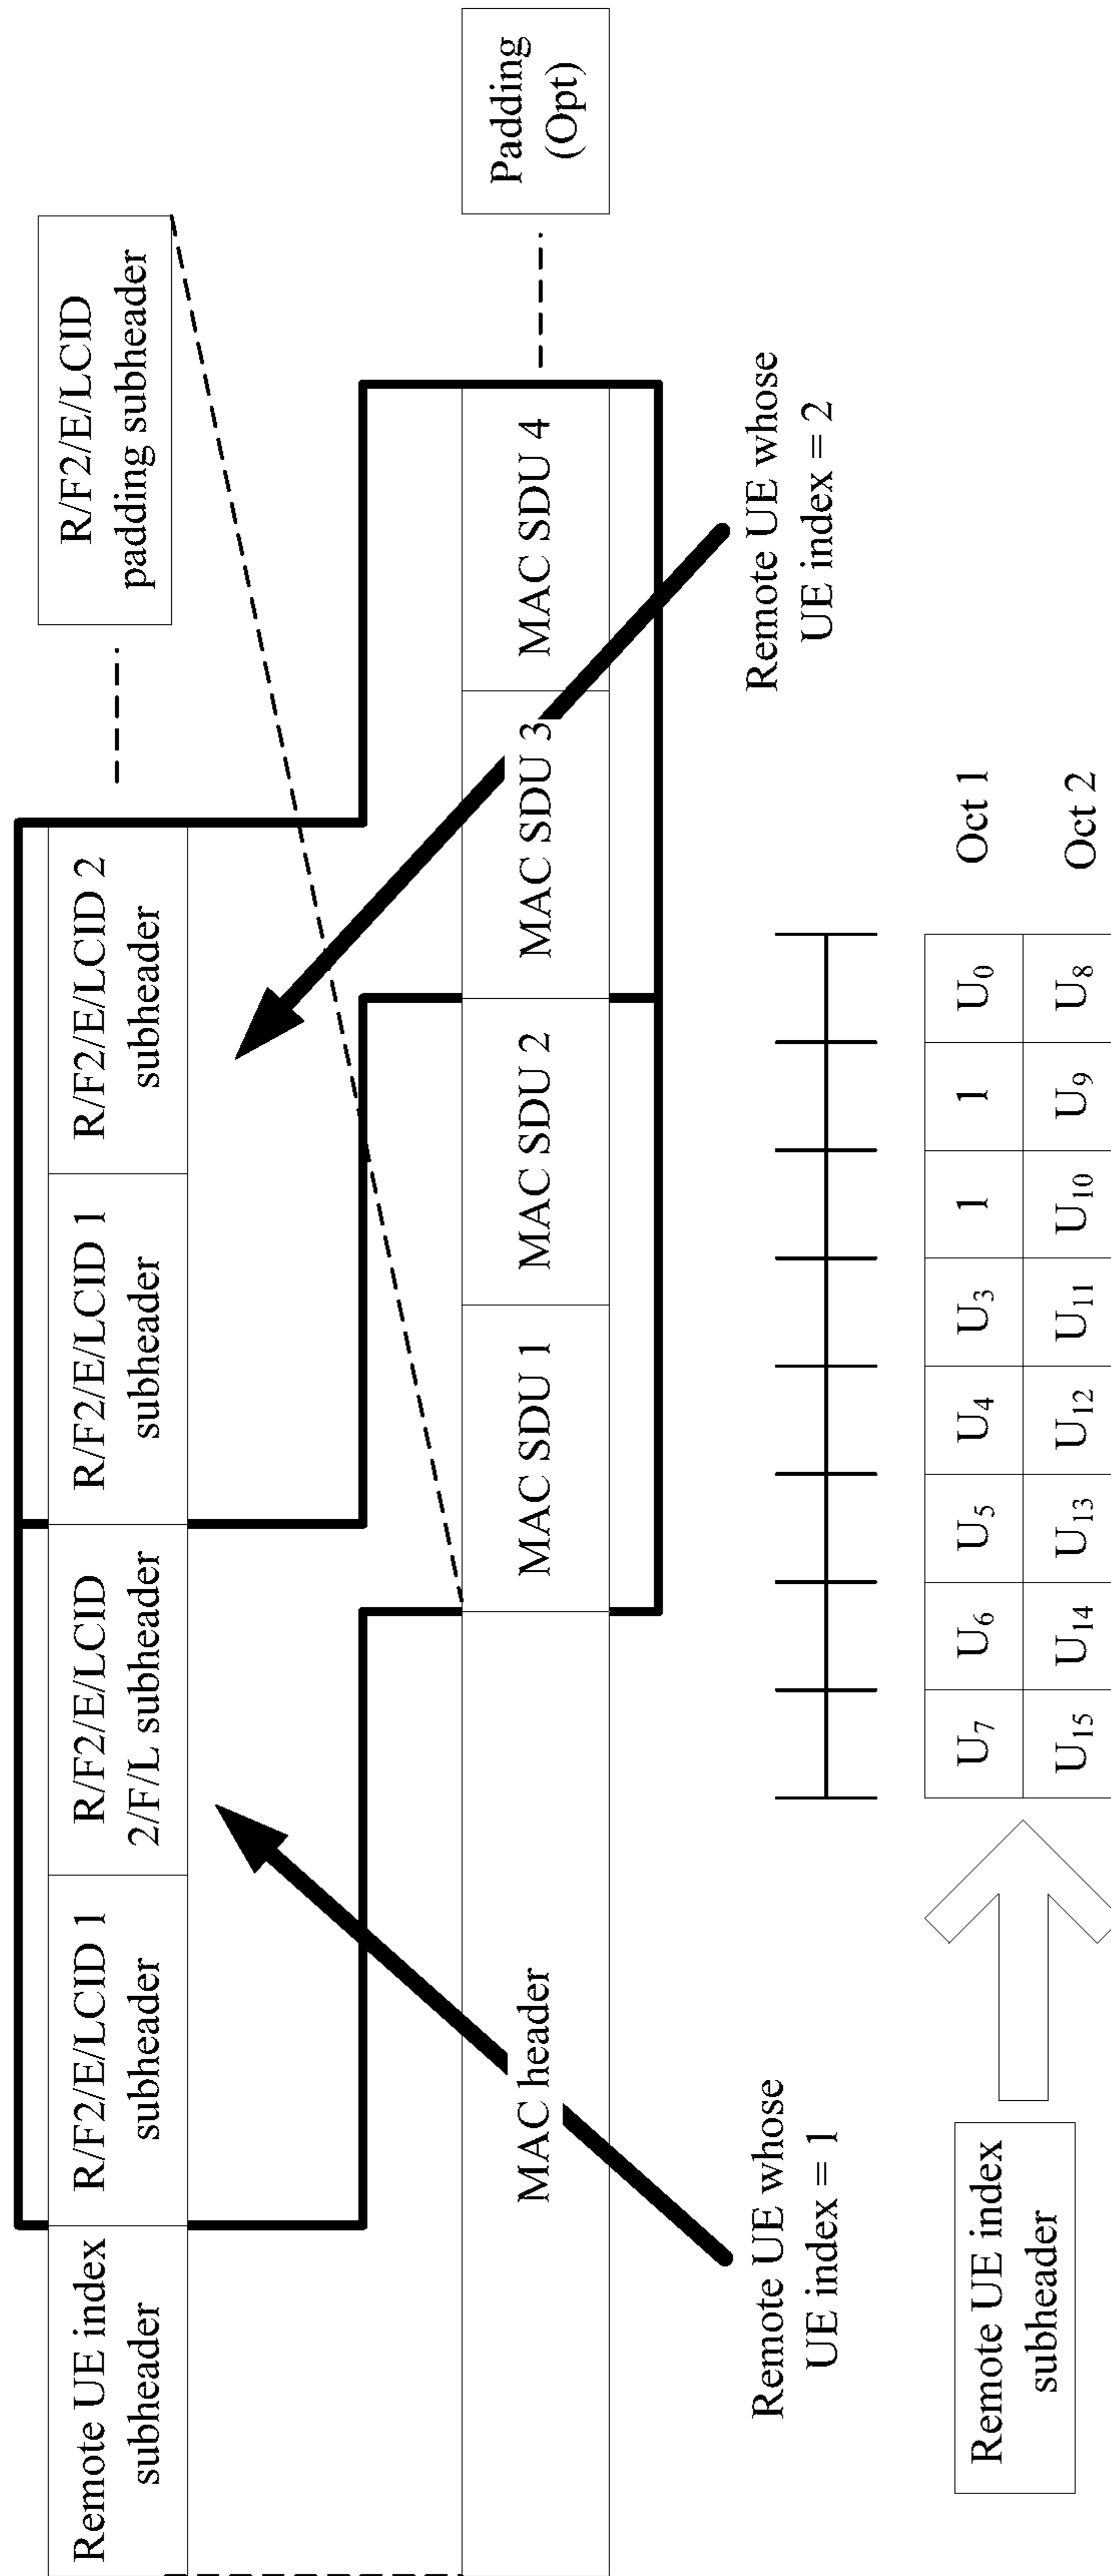 Remote UE index
subheader
R/F2/E/LCID 1
subheader
R/F2/E/LCID
2/F/L subheader
R/F2/E/LCID 1
subheader
R/F2/E/LCID 2
subheader
R/F2/E/LCID
padding subheader
MAC header
MAC SDU 1
MAC SDU 2
MAC SDU 3
MAC SDU 4
Padding
(Opt)
Remote UE whose
UE index = 1
Remote UE whose
UE index = 2
Remote UE index
subheader
U7 U6 U5 U4 U3 1 1 U0 Oct 1
U15 U14 U13 U12 U11 U10 U9 U8 Oct 2